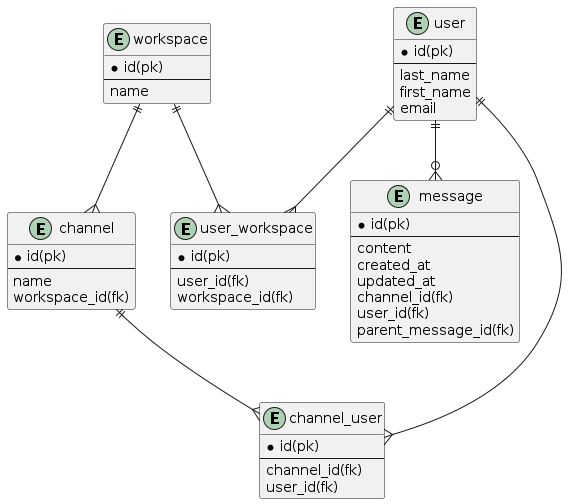 E workspace
id(pk)
name
E user
id(pk)
last_name
first_name
email
E channel
id(pk)
name
workspace_id(fk)
E user_workspace
id(pk)
user_id(fk)
workspace_id(fk)
E message
id(pk)
content
created_at
updated_at
channel_id(fk)
user_id(fk)
parent_message_id(fk)
E channel_user
id(pk)
channel_id(fk)
user_id(fk)